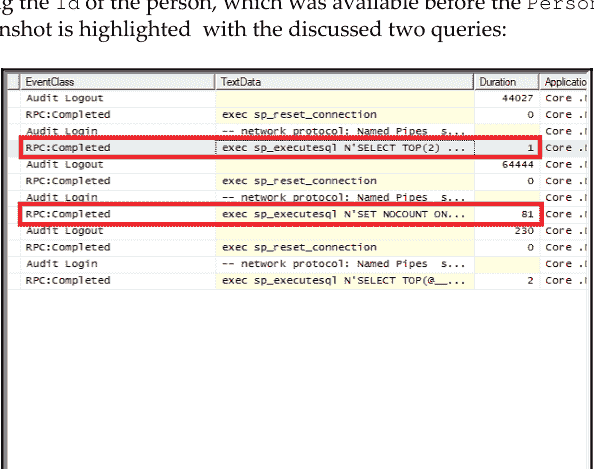 ng the Id of the person, which was available before the Person
nshot is highlighted with the discussed two queries:
EventClass TextData Duration Applicatio
Audit Logout 44027 Core .
RPC:Completed exec sp_reset_connection 0 Core .
Audit Login -- network protocol: Named Pipes s... Core .
RPC:Completed exec sp_executesql N'SELECT TOP(2) ... 1 Core .
Audit Logout 64444 Core .
RPC:Completed exec sp_reset_connection 0 Core .
Audit Login -- network protocol: Named Pipes s... Core .
RPC:Completed exec sp_executesql N'SET NOCOUNT ON... 81 Core .
Audit Logout 230 Core .
RPC:Completed exec sp_reset_connection 0 Core .
Audit Login -- network protocol: Named Pipes s... Core .
RPC:Completed exec sp_executesql N'SELECT TOP(@__... 2 Core .